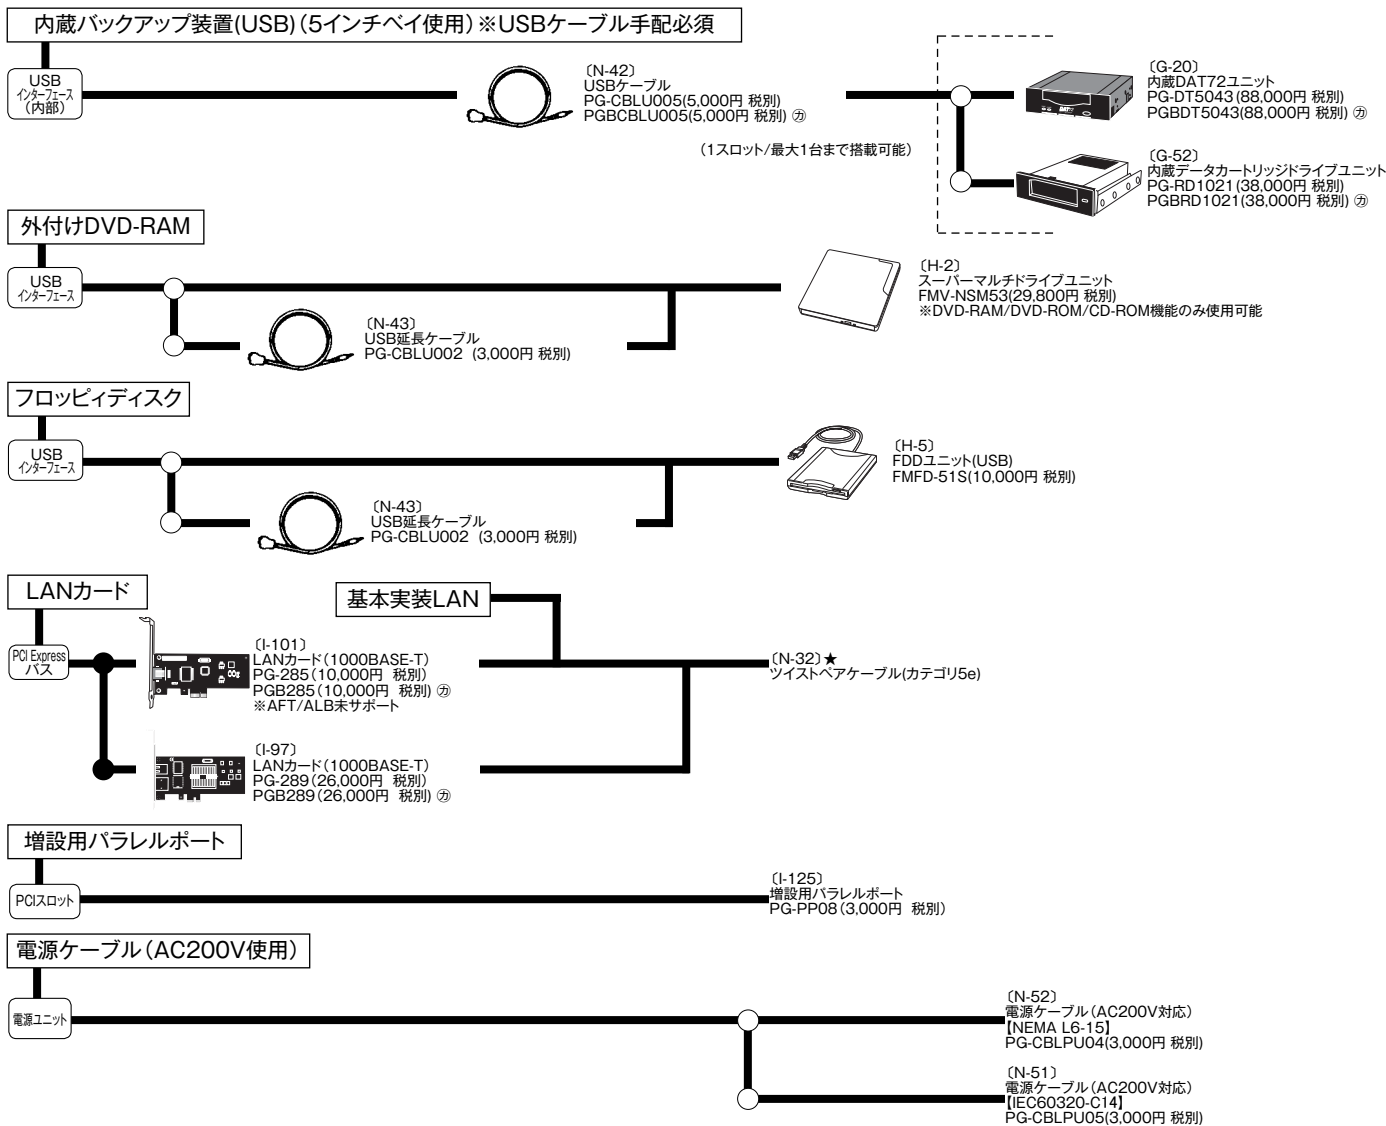 内蔵バックアップ装置(USB)(5インチベイ使用)※USBケーブル手配必須
USB
インターフェース
(内部)
〔N-42〕
USBケーブル
PG-CBLU005(5,000円 税別)
PGBCBLU005(5,000円 税別) ㋕
(1スロット/最大1台まで搭載可能)
〔G-20〕
内蔵DAT72ユニット
PG-DT5043(88,000円 税別)
PGBDT5043(88,000円 税別) ㋕
〔G-52〕
内蔵データカートリッジドライブユニット
PG-RD1021(38,000円 税別)
PGBRD1021(38,000円 税別) ㋕
外付けDVD-RAM
USB
インターフェース
〔H-2〕
スーパーマルチドライブユニット
FMV-NSM53(29,800円 税別)
※DVD-RAM/DVD-ROM/CD-ROM機能のみ使用可能
〔N-43〕
USB延長ケーブル
PG-CBLU002 (3,000円 税別)
フロッピィディスク
USB
インターフェース
〔H-5〕
FDDユニット(USB)
FMFD-51S(10,000円 税別)
〔N-43〕
USB延長ケーブル
PG-CBLU002 (3,000円 税別)
LANカード
基本実装LAN
PCI Express
バス
〔I-101〕
LANカード(1000BASE-T)
PG-285(10,000円 税別)
PGB285(10,000円 税別) ㋕
※AFT/ALB未サポート
〔N-32〕★
ツイストペアケーブル(カテゴリ5e)
〔I-97〕
LANカード(1000BASE-T)
PG-289(26,000円 税別)
PGB289(26,000円 税別) ㋕
増設用パラレルポート
PCIスロット
〔I-125〕
増設用パラレルポート
PG-PP08(3,000円 税別)
電源ケーブル(AC200V使用)
電源ユニット
〔N-52〕
電源ケーブル(AC200V対応)
【NEMA L6-15】
PG-CBLPU04(3,000円 税別)
〔N-51〕
電源ケーブル(AC200V対応)
【IEC60320-C14】
PG-CBLPU05(3,000円 税別)